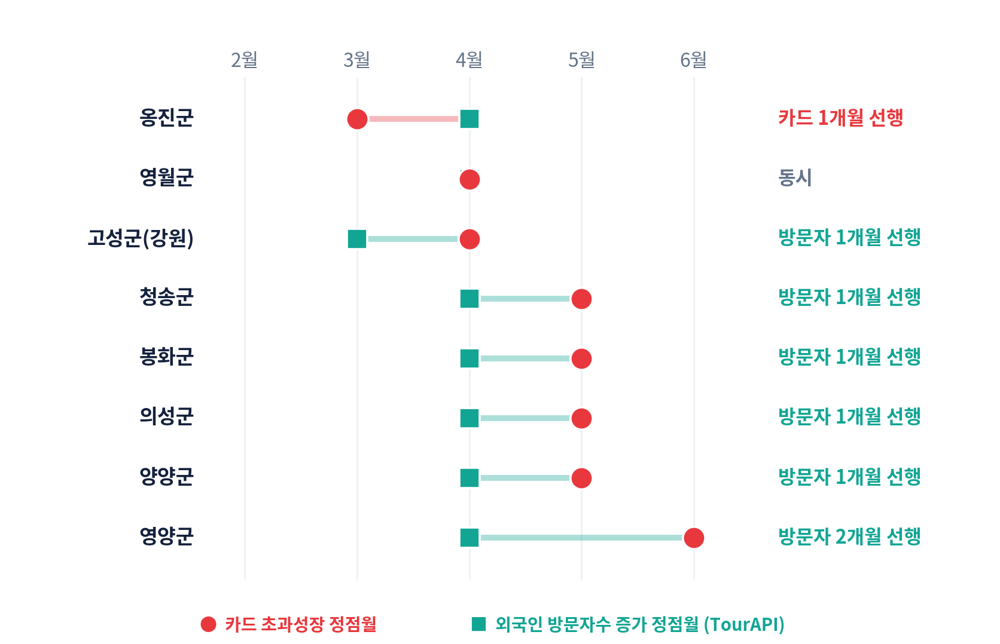 2월 3월 4월 5월 6월
옹진군 카드 1개월 선행
영월군 동시
고성군(강원) 방문자 1개월 선행
청송군 방문자 1개월 선행
봉화군 방문자 1개월 선행
의성군 방문자 1개월 선행
양양군 방문자 1개월 선행
영양군 방문자 2개월 선행
카드 초과성장 정점월 외국인 방문자수 증가 정점월 (TourAPI)